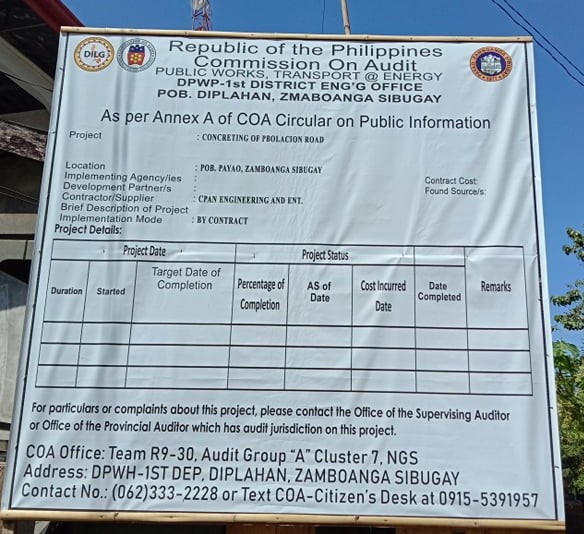 DILG
Republic of the Philippines
Commission On Audit
PUBLIC WORKS, TRANSPORT @ ENERGY
DPWP-1st DISTRICT ENG'G OFFICE
POB. DIPLAHAN, ZMABOANGA SIBUGAY
As per Annex A of COA Circular on Public Information
Project : CONCRETING OF PBOLACION ROAD
Location : POB. PAYAO, ZAMBOANGA SIBUGAY
Implementing Agency/ies : Contract Cost:
Development Partner/s : Found Source/s:
Contractor/Supplier : CPAN ENGINEERING AND ENT.
Brief Description of Project
Implementation Mode : BY CONTRACT
Project Details:
Project Date Project Status
Duration Started Target Date of Completion Percentage of Completion AS of Date Cost Incurred Date Date Completed Remarks
For particulars or complaints about this project, please contact the Office of the Supervising Auditor
or Office of the Provincial Auditor which has audit jurisdiction on this project.
COA Office: Team R9-30, Audit Group "A" Cluster 7, NGS
Address: DPWH-1ST DEP, DIPLAHAN, ZAMBOANGA SIBUGAY
Contact No.: (062)333-2228 or Text COA-Citizen's Desk at 0915-5391957